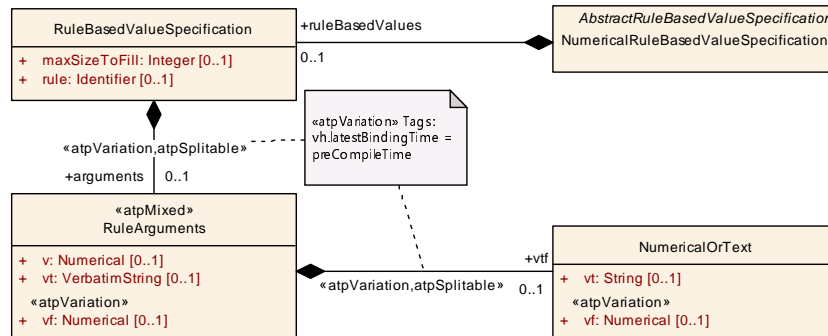 RuleBasedValueSpecification
+ maxSizeToFill: Integer [0..1]
+ rule: Identifier [0..1]
+ruleBasedValues
0..1
AbstractRuleBasedValueSpecification
NumericalRuleBasedValueSpecification
«atpVariation» Tags:
vh.latestBindingTime =
preCompileTime
«atpVariation,atpSplitable»
+arguments 0..1
«atpMixed»
RuleArguments
+ v: Numerical [0..1]
+ vt: VerbatimString [0..1]
«atpVariation»
+ vf: Numerical [0..1]
+vtf
«atpVariation,atpSplitable» 0..1
NumericalOrText
+ vt: String [0..1]
«atpVariation»
+ vf: Numerical [0..1]